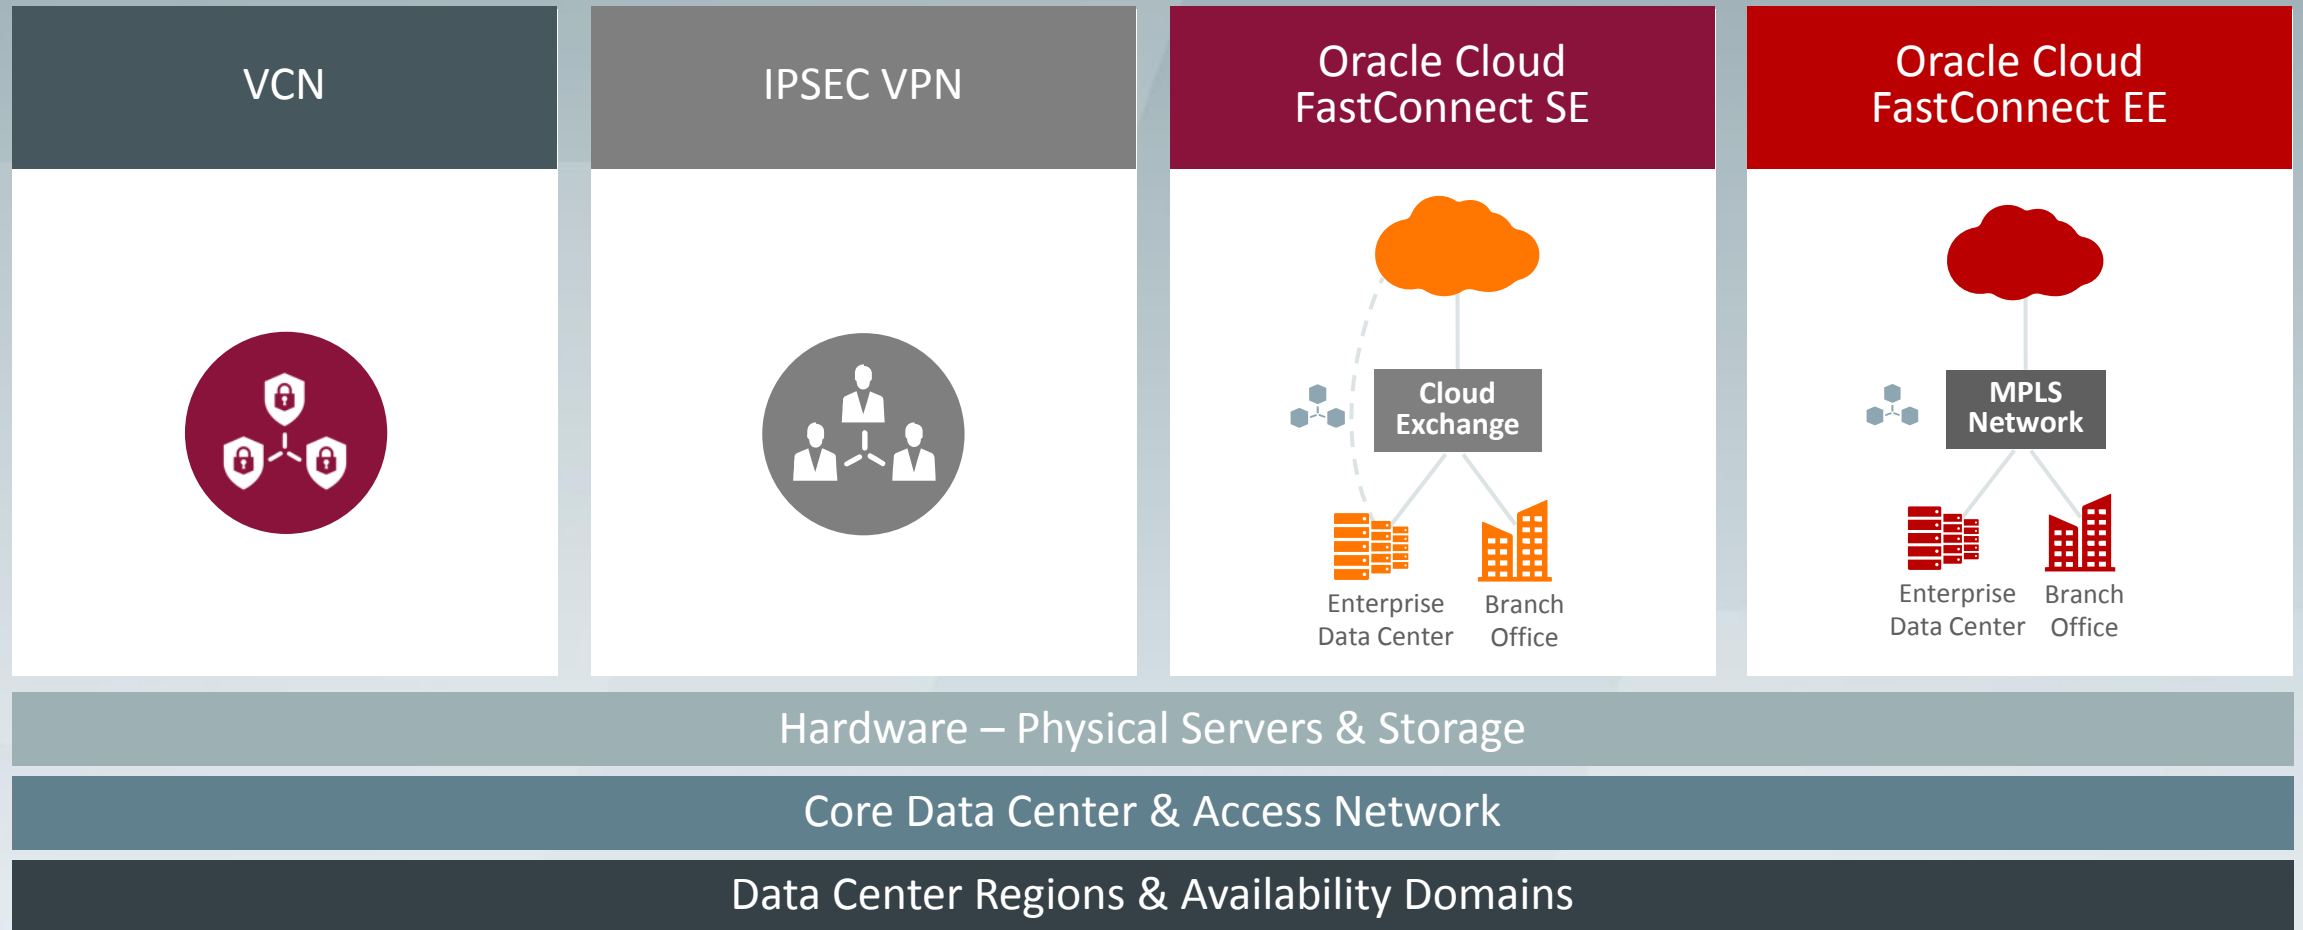 VCN
IPSEC VPN
Oracle Cloud
FastConnect SE
Oracle Cloud
FastConnect EE
Cloud
Exchange
Enterprise
Data Center
Branch
Office
MPLS
Network
Enterprise
Data Center
Branch
Office
Hardware – Physical Servers & Storage
Core Data Center & Access Network
Data Center Regions & Availability Domains